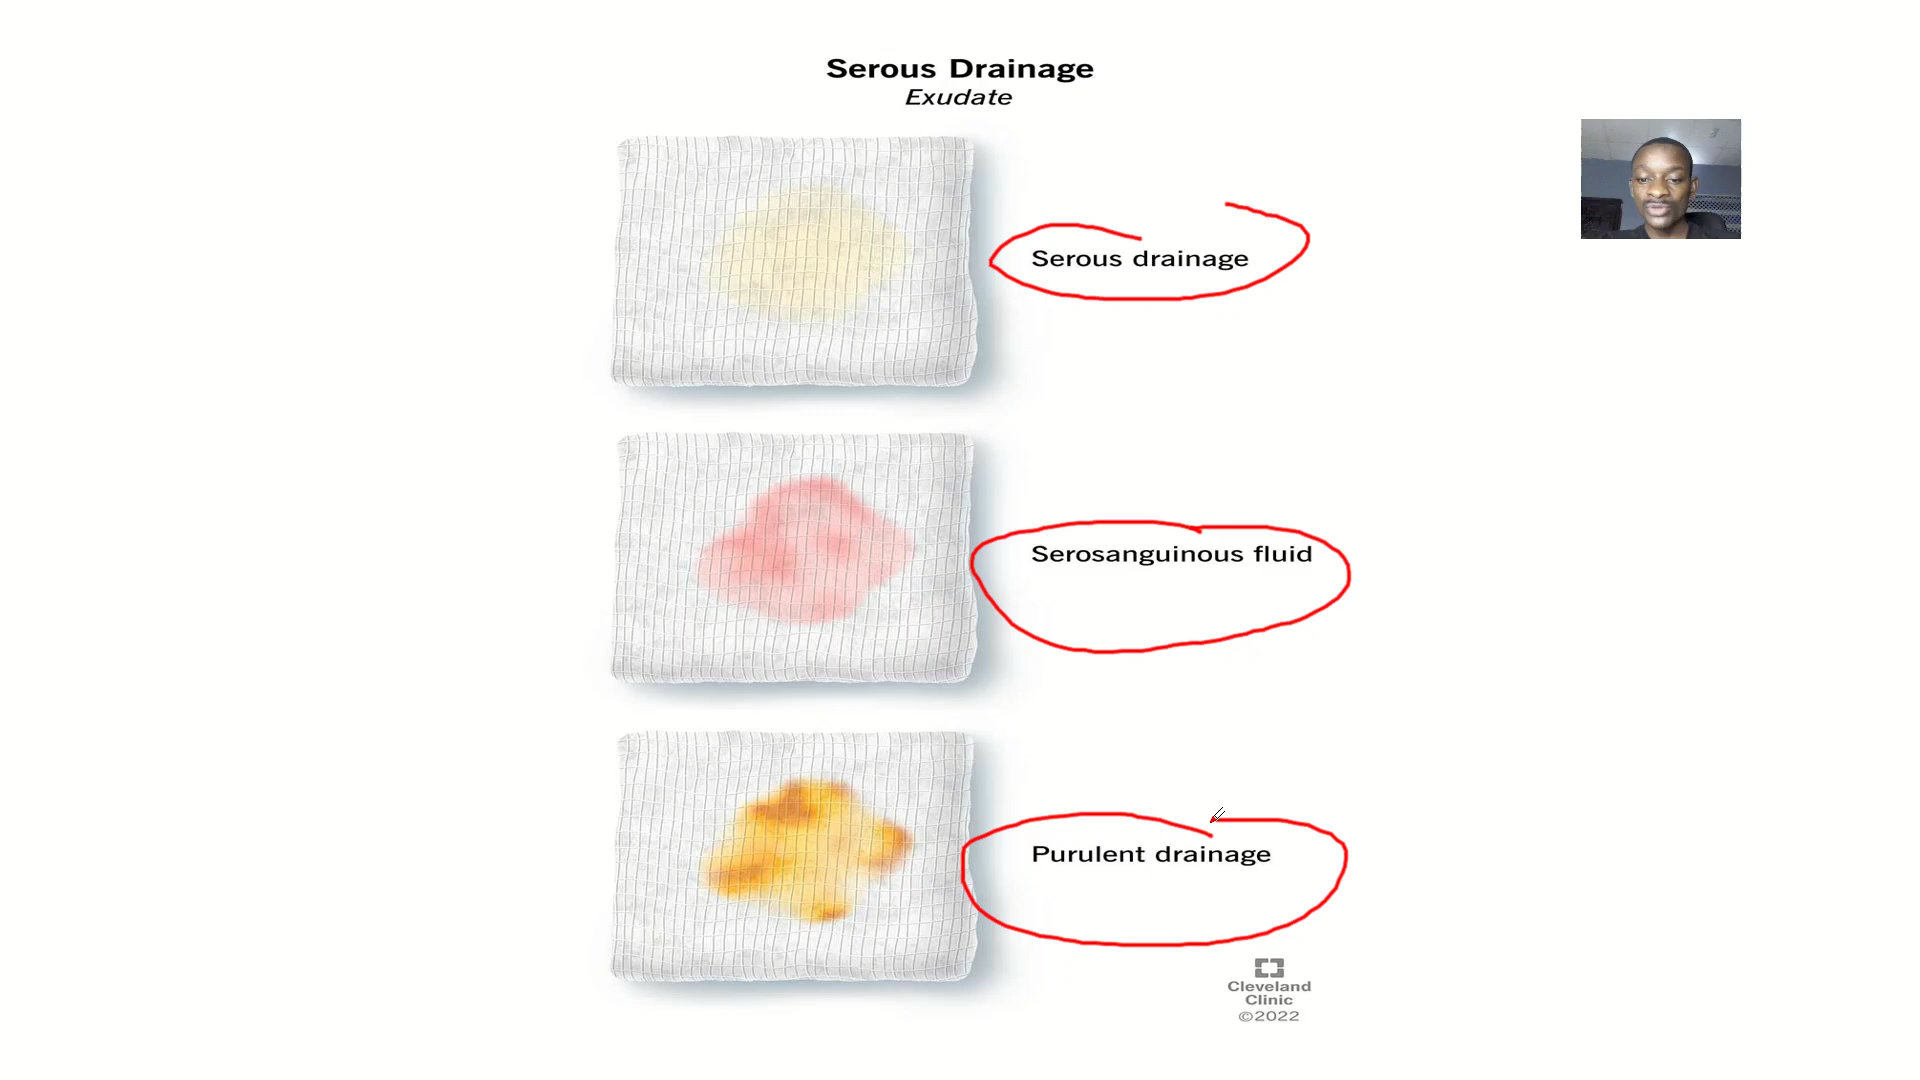 Serous Drainage
Exudate
Serous drainage
Serosanguinous fluid
Purulent drainage
Cleveland
Clinic
©2022